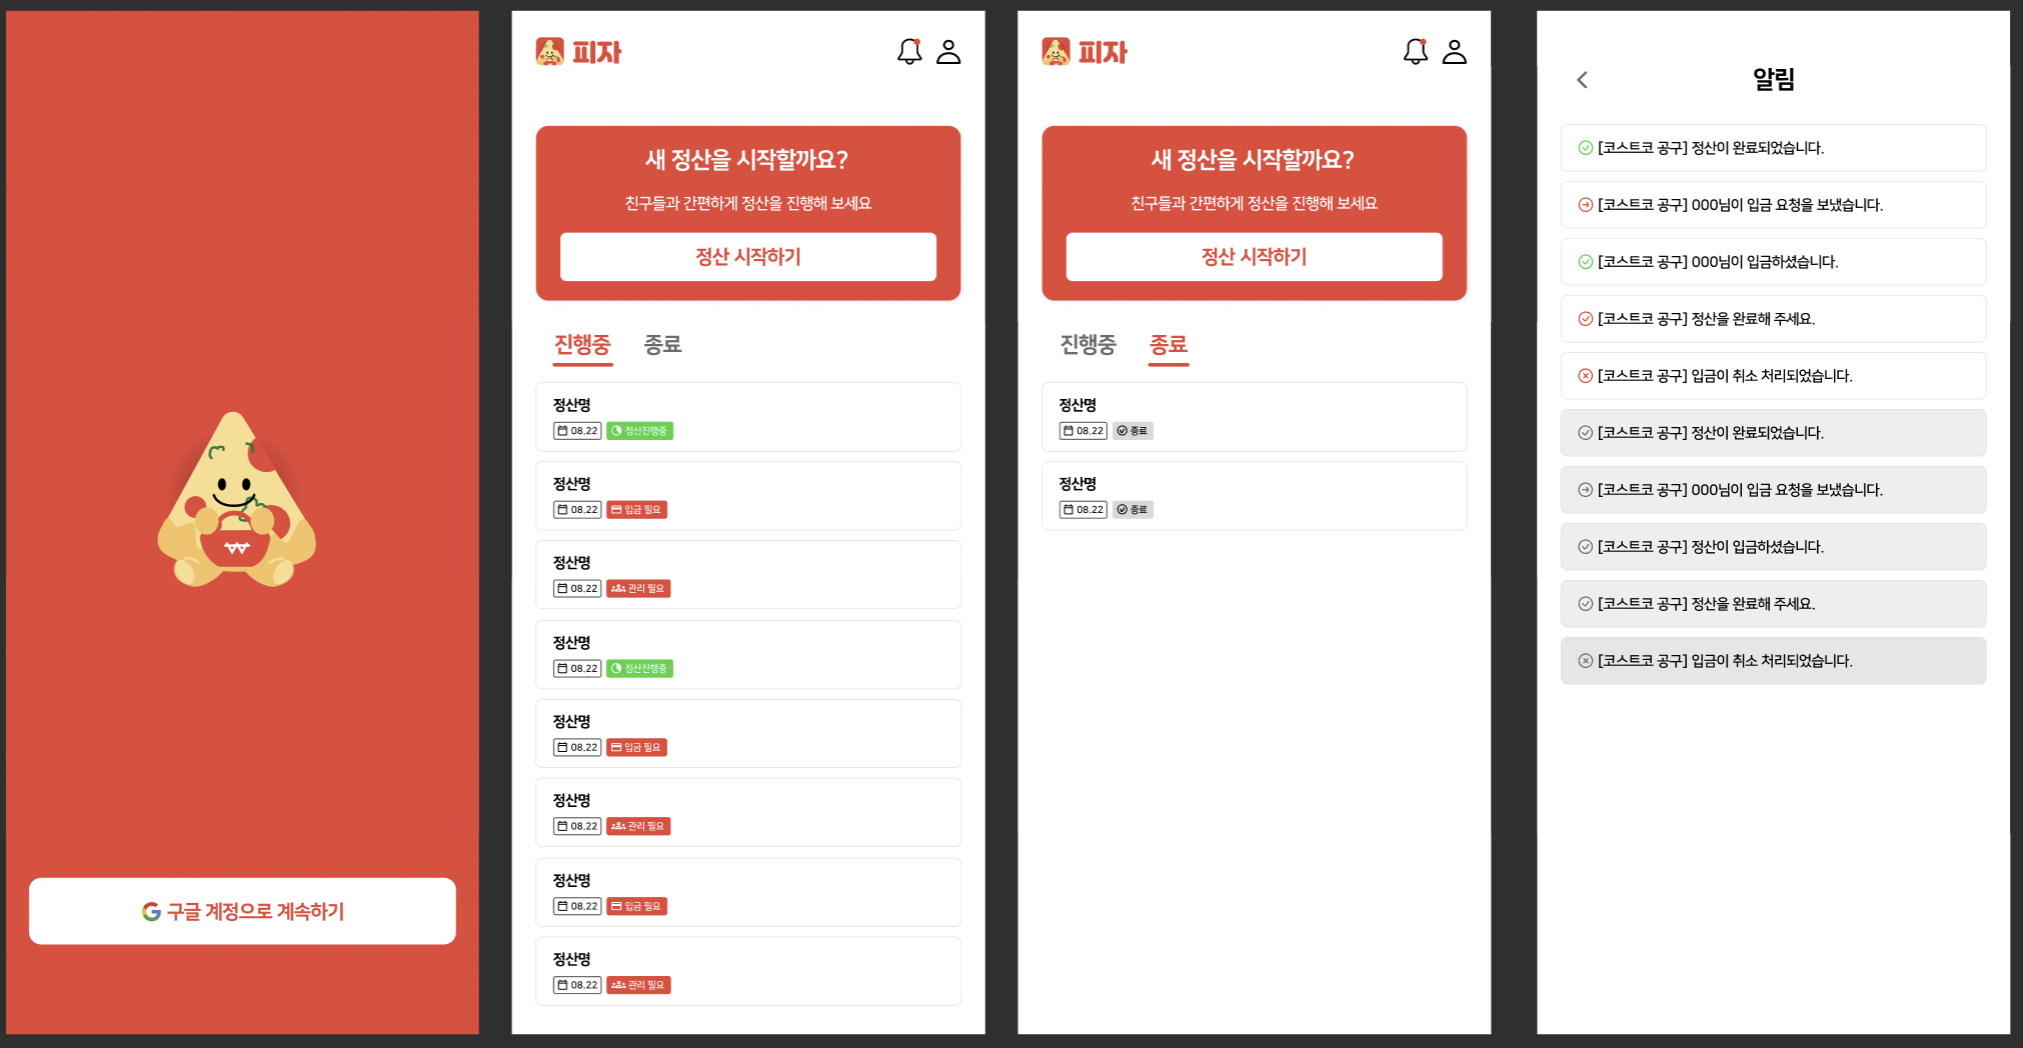 구글 계정으로 계속하기
피자
새 정산을 시작할까요?
친구들과 간편하게 정산을 진행해 보세요
정산 시작하기
진행중 종료
정산명
08.22 정산진행중
정산명
08.22 입금 필요
정산명
08.22 관리 필요
정산명
08.22 정산진행중
정산명
08.22 입금 필요
정산명
08.22 관리 필요
정산명
08.22 입금 필요
정산명
08.22 관리 필요
피자
새 정산을 시작할까요?
친구들과 간편하게 정산을 진행해 보세요
정산 시작하기
진행중 종료
정산명
08.22 종료
정산명
08.22 종료
알림
[코스트코 공구] 정산이 완료되었습니다.
[코스트코 공구] OOO님이 입금 요청을 보냈습니다.
[코스트코 공구] OOO님이 입금하셨습니다.
[코스트코 공구] 정산을 완료해 주세요.
[코스트코 공구] 입금이 취소 처리되었습니다.
[코스트코 공구] 정산이 완료되었습니다.
[코스트코 공구] OOO님이 입금 요청을 보냈습니다.
[코스트코 공구] 정산이 입금하셨습니다.
[코스트코 공구] 정산을 완료해 주세요.
[코스트코 공구] 입금이 취소 처리되었습니다.